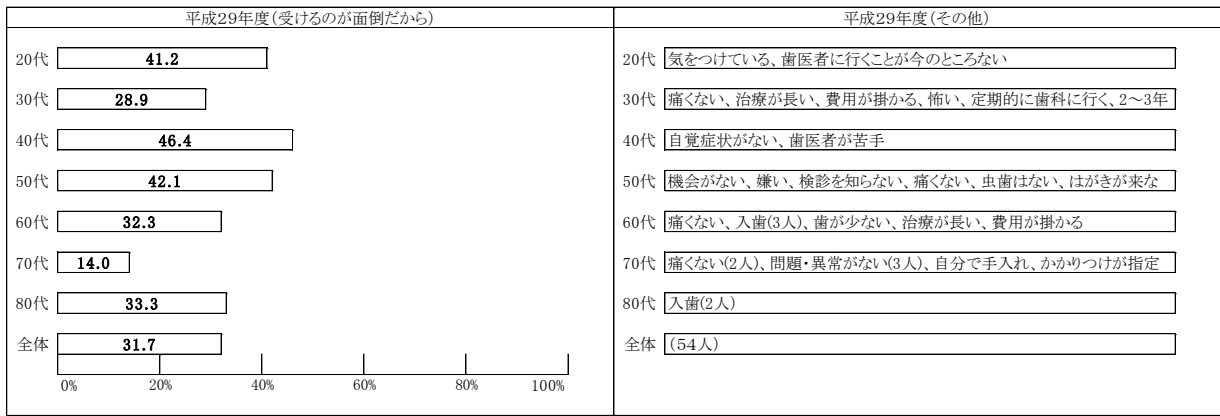 平成29年度(受けるのが面倒だから)
20代 41.2
30代 28.9
40代 46.4
50代 42.1
60代 32.3
70代 14.0
80代 33.3
全体 31.7
0% 20% 40% 60% 80% 100%
平成29年度(その他)
20代 気をつけている、歯医者に行くことが今のところない
30代 痛くない、治療が長い、費用が掛かる、怖い、定期的に歯科に行く、2～3年
40代 自覚症状がない、歯医者が苦手
50代 機会がない、嫌い、検診を知らない、痛くない、虫歯はない、はがきが来な
60代 痛くない、入歯(3人)、歯が少ない、治療が長い、費用が掛かる
70代 痛くない(2人)、問題・異常がない(3人)、自分で手入れ、かかりつけが指定
80代 入歯(2人)
全体 (54人)